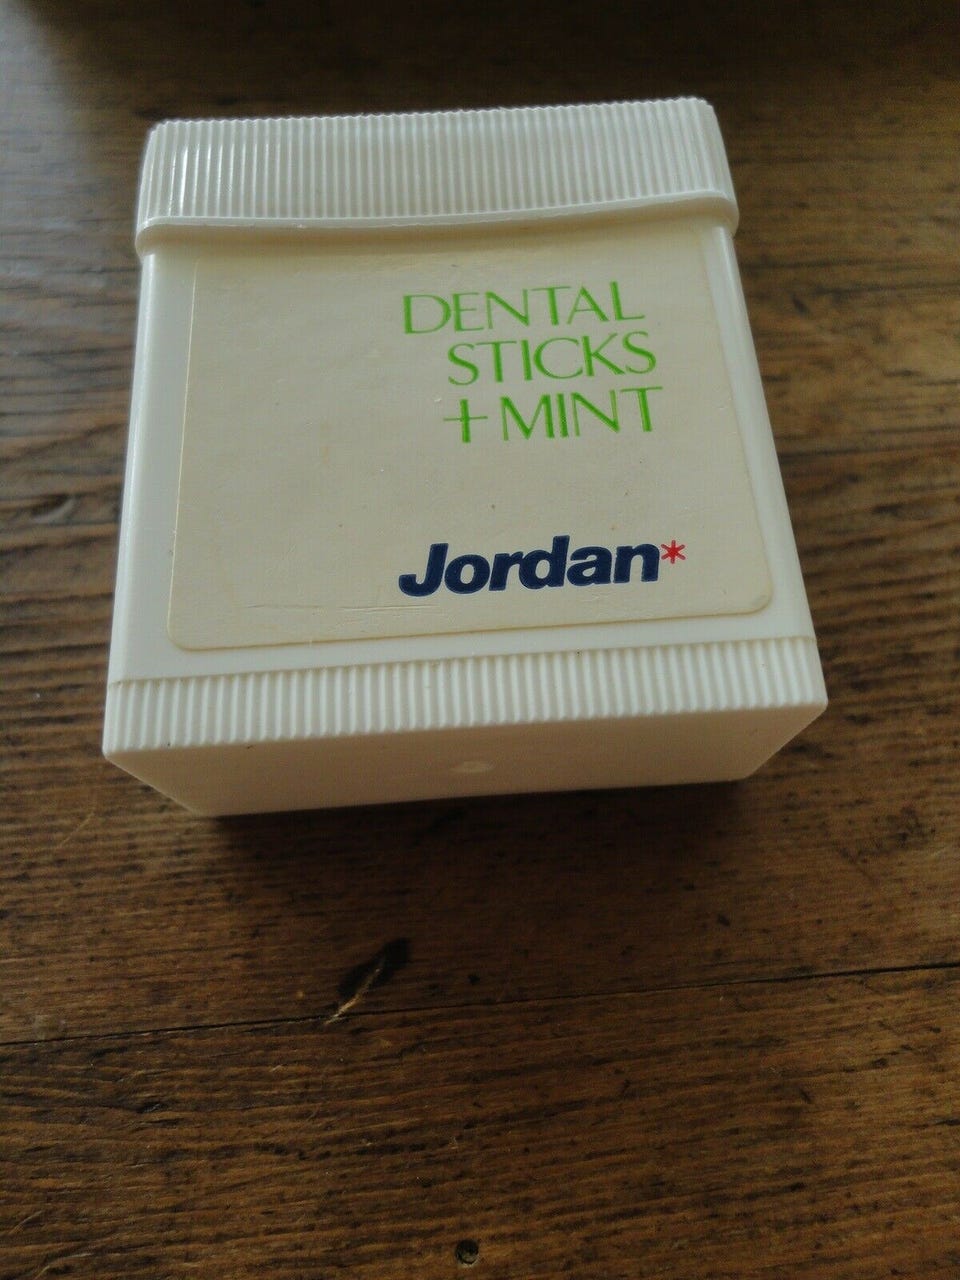 DENTAL
STICKS
+MINT
Jordan*